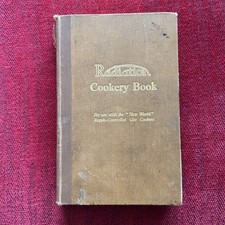 Radiation
Cookery Book
For use with the "New World"
Regulo-Controlled Gas Cookers